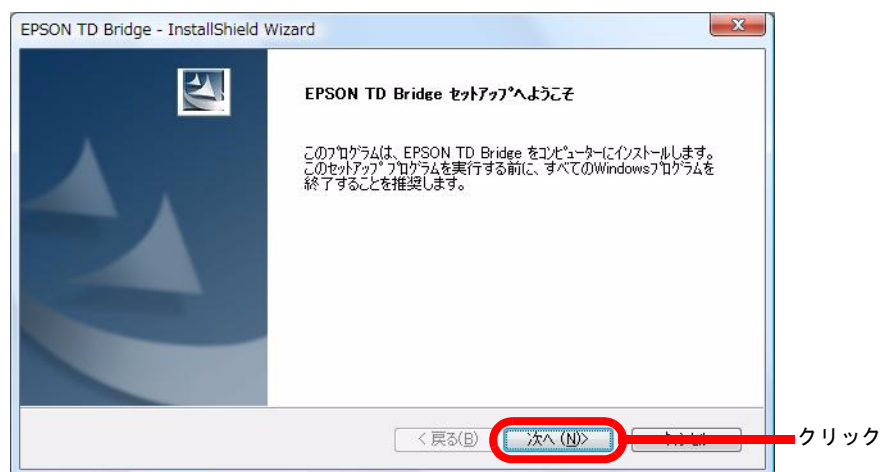 EPSON TD Bridge - InstallShield Wizard
EPSON TD Bridge ｾｯﾄｱｯﾌﾟへようこそ
このﾌﾟﾛｸﾞﾗﾑは、EPSON TD Bridge をｺﾝﾋﾟｭｰﾀｰにｲﾝｽﾄｰﾙします。
このｾｯﾄｱｯﾌﾟ ﾌﾟﾛｸﾞﾗﾑを実行する前に、すべてのWindowsﾌﾟﾛｸﾞﾗﾑを
終了することを推奨します。
< 戻る(B)
次へ (N)>
クリック